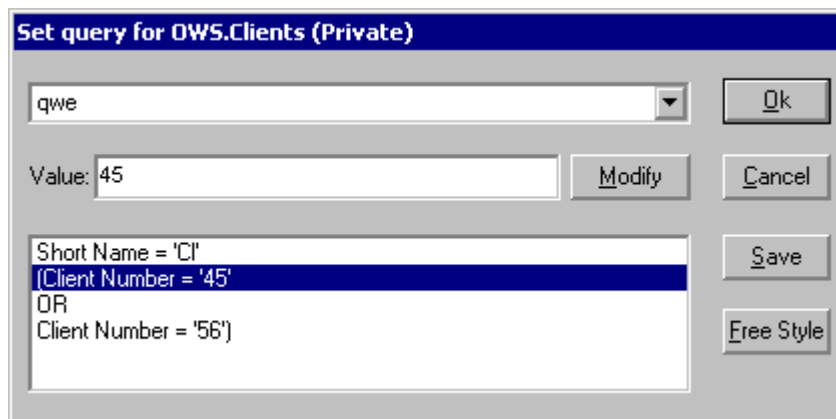 Set query for OWS.Clients (Private)
qwe
Ok
Value: 45
Modify
Cancel
Short Name = 'Cl'
(Client Number = '45'
OR
Client Number = '56')
Save
Free Style